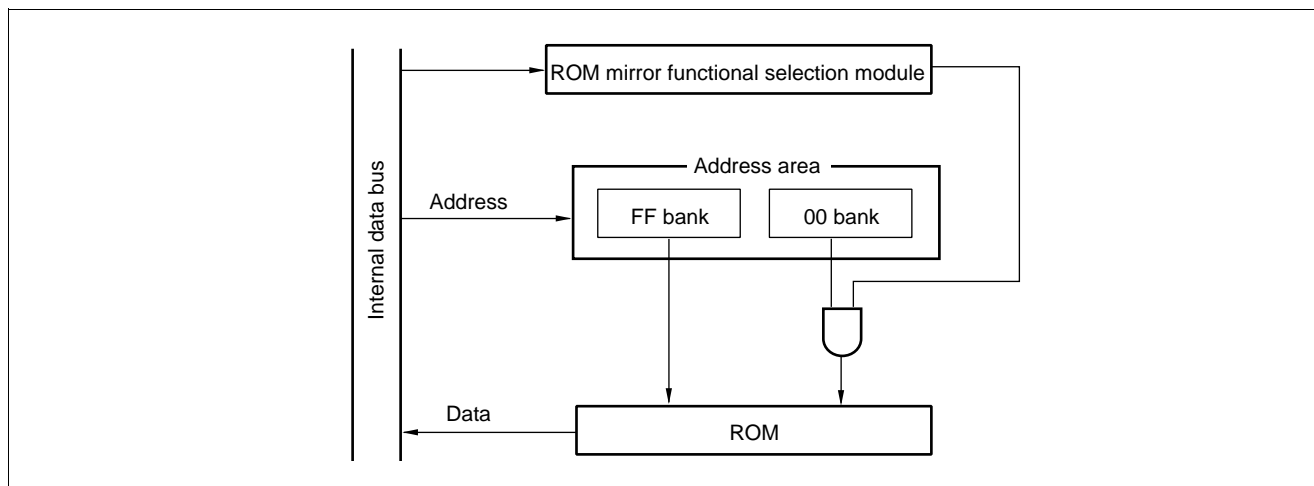 ROM mirror functional selection module
Internal data bus
Address area
Address
FF bank
00 bank
Data
ROM